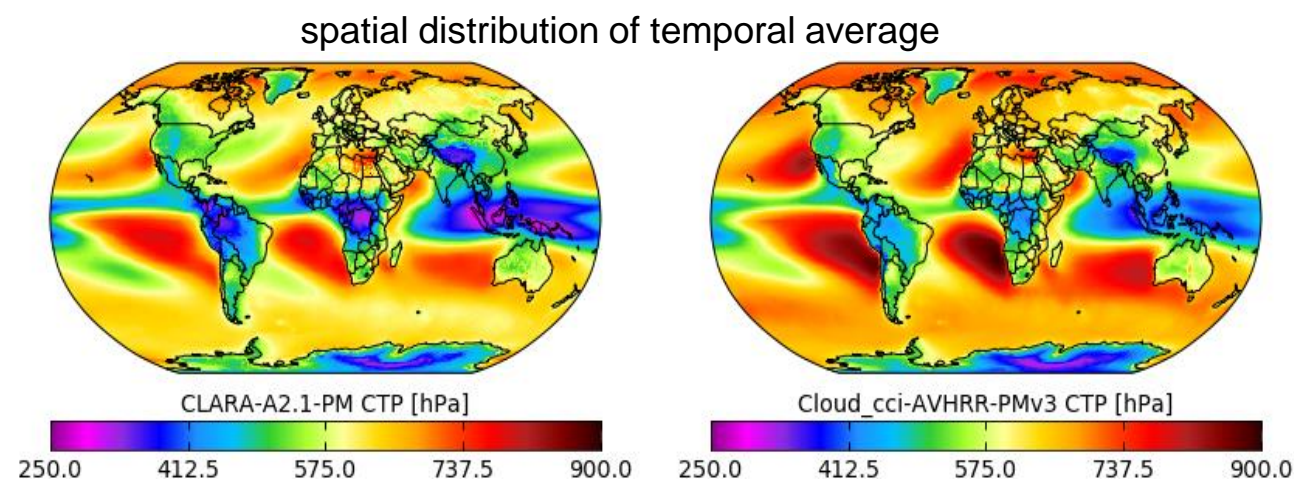 spatial distribution of temporal average
CLARA-A2.1-PM CTP [hPa]
250.0 412.5 575.0 737.5 900.0
Cloud_cci-AVHRR-PMv3 CTP [hPa]
250.0 412.5 575.0 737.5 900.0